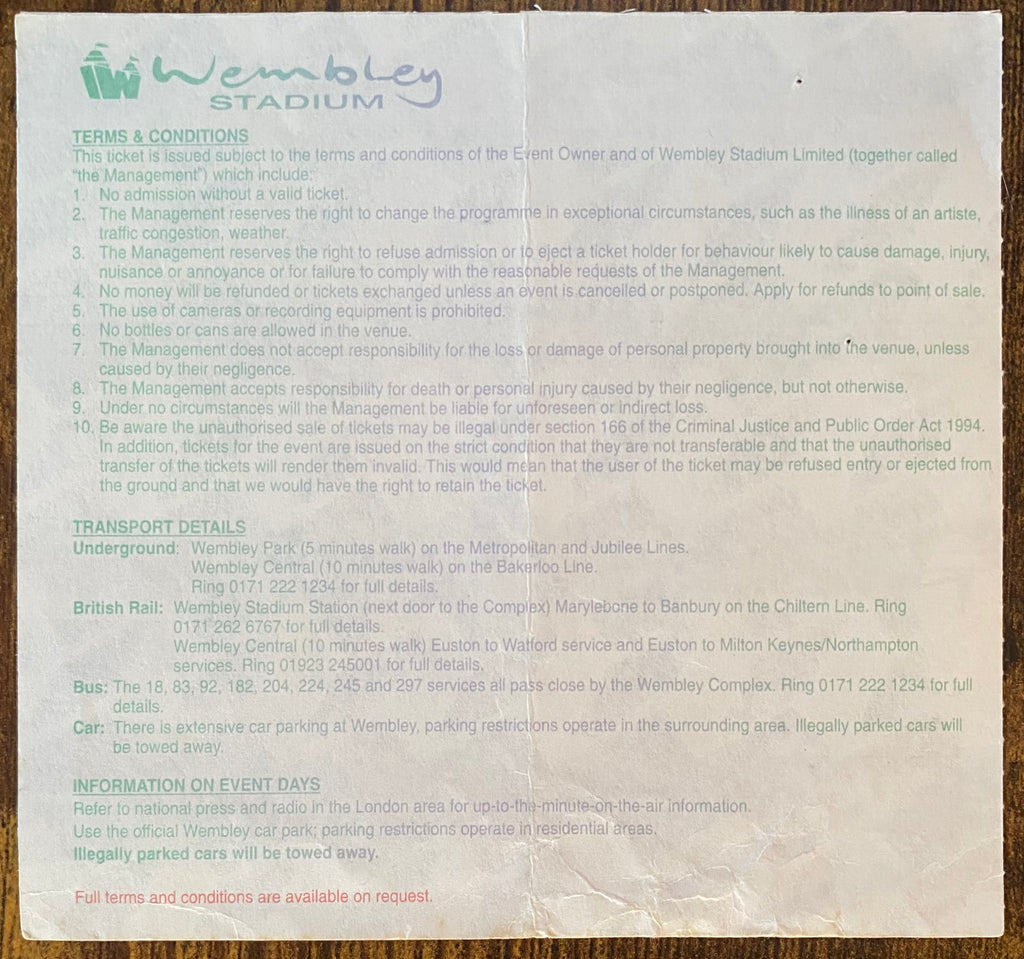 W Wembley
STADIUM
TERMS & CONDITIONS
This ticket is issued subject to the terms and conditions of the Event Owner and of Wembley Stadium Limited (together called
"the Management") which include:
1. No admission without a valid ticket.
2. The Management reserves the right to change the programme in exceptional circumstances, such as the illness of an artiste,
traffic congestion, weather.
3. The Management reserves the right to refuse admission or to eject a ticket holder for behaviour likely to cause damage, injury,
nuisance or annoyance or for failure to comply with the reasonable requests of the Management.
4. No money will be refunded or tickets exchanged unless an event is cancelled or postponed. Apply for refunds to point of sale.
5. The use of cameras or recording equipment is prohibited.
6. No bottles or cans are allowed in the venue.
7. The Management does not accept responsibility for the loss or damage of personal property brought into the venue, unless
caused by their negligence.
8. The Management accepts responsibility for death or personal injury caused by their negligence, but not otherwise.
9. Under no circumstances will the Management be liable for unforeseen or indirect loss.
10. Be aware the unauthorised sale of tickets may be illegal under section 166 of the Criminal Justice and Public Order Act 1994.
In addition, tickets for the event are issued on the strict condition that they are not transferable and that the unauthorised
transfer of the tickets will render them invalid. This would mean that the user of the ticket may be refused entry or ejected from
the ground and that we would have the right to retain the ticket.
TRANSPORT DETAILS
Underground: Wembley Park (5 minutes walk) on the Metropolitan and Jubilee Lines.
Wembley Central (10 minutes walk) on the Bakerloo Line.
Ring 0171 222 1234 for full details.
British Rail: Wembley Stadium Station (next door to the Complex) Marylebone to Banbury on the Chiltern Line. Ring
0171 262 6767 for full details.
Wembley Central (10 minutes walk) Euston to Watford service and Euston to Milton Keynes/Northampton
services. Ring 01923 245001 for full details.
Bus: The 18, 83, 92, 182, 204, 224, 245 and 297 services all pass close by the Wembley Complex. Ring 0171 222 1234 for full
details.
Car: There is extensive car parking at Wembley, parking restrictions operate in the surrounding area. Illegally parked cars will
be towed away.
INFORMATION ON EVENT DAYS
Refer to national press and radio in the London area for up-to-the-minute-on-the-air information.
Use the official Wembley car park; parking restrictions operate in residential areas.
Illegally parked cars will be towed away.
Full terms and conditions are available on request.